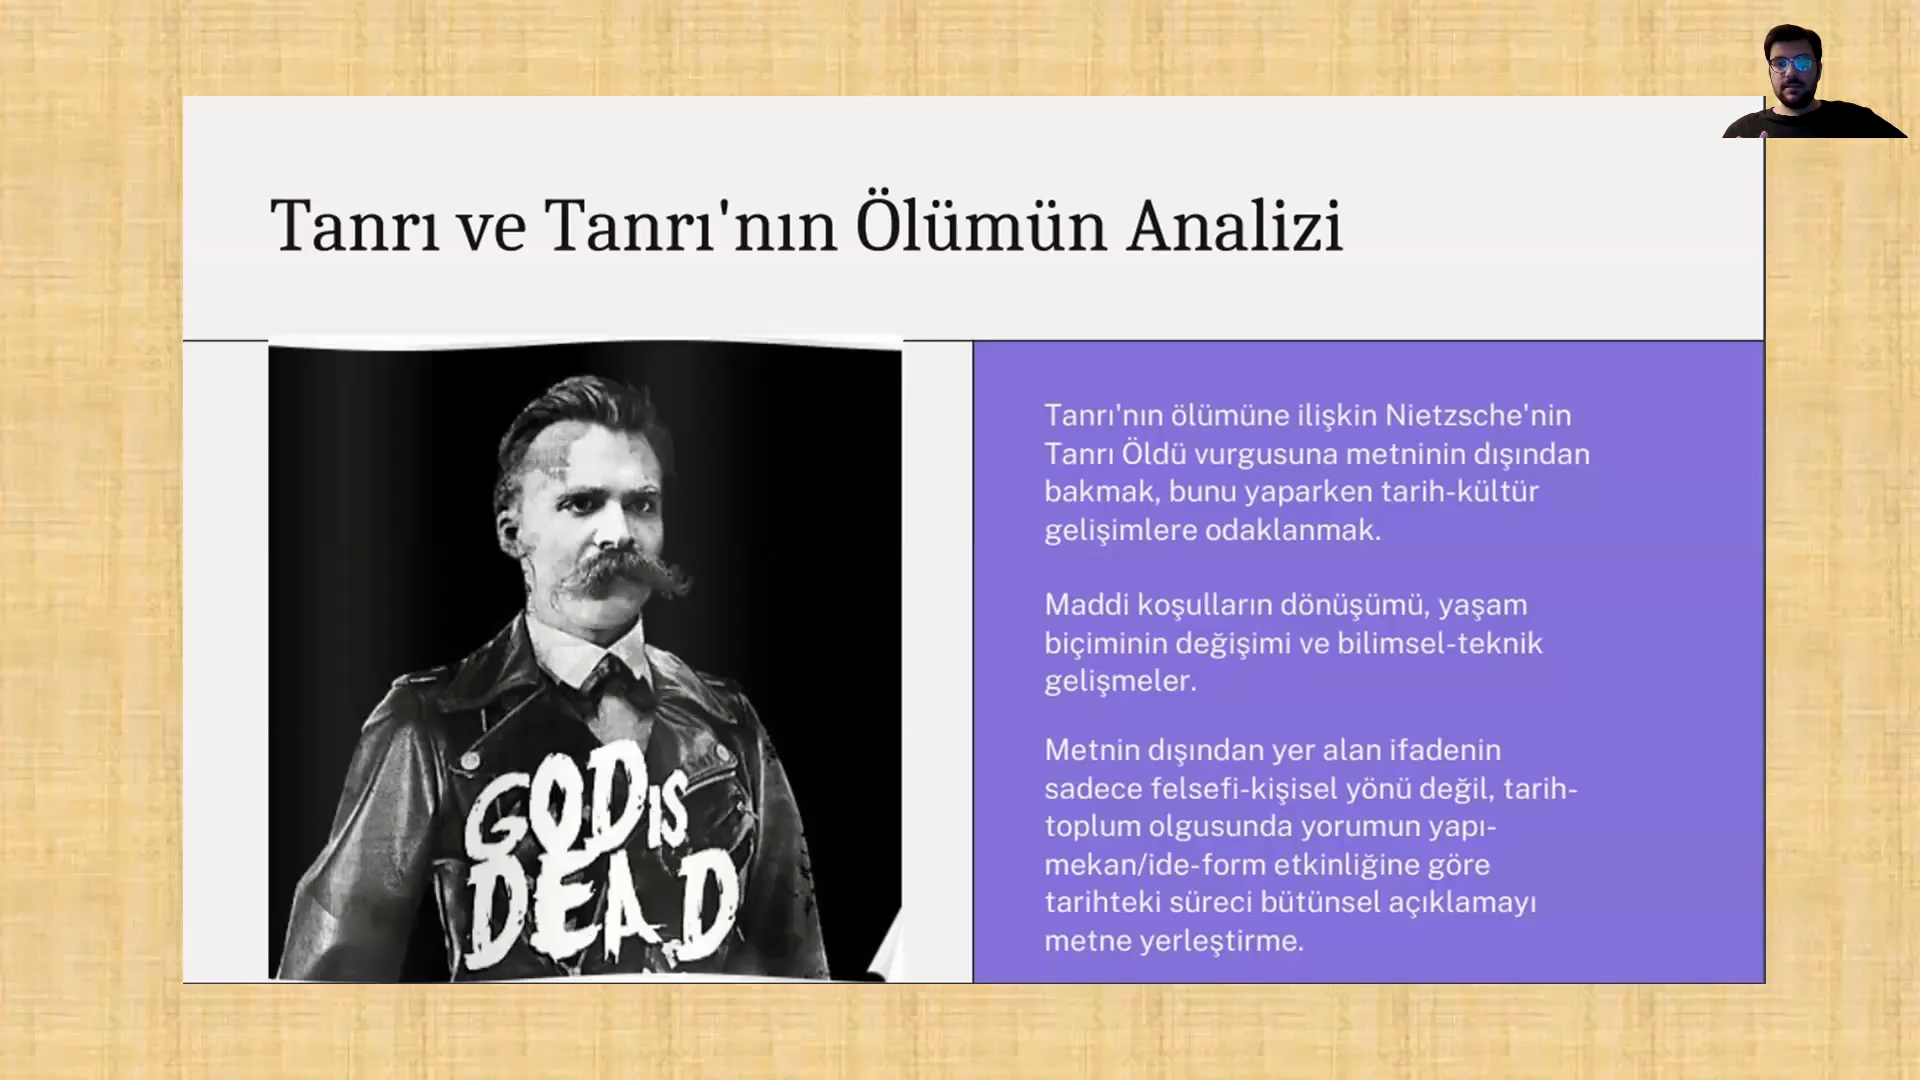 Tanrı ve Tanrı'nın Ölümün Analizi
GOD IS
DEAD
Tanrı'nın ölümüne ilişkin Nietzsche'nin
Tanrı Öldü vurgusuna metninin dışından
bakmak, bunu yaparken tarih-kültür
gelişimlere odaklanmak.
Maddi koşulların dönüşümü, yaşam
biçiminin değişimi ve bilimsel-teknik
gelişmeler.
Metnin dışından yer alan ifadenin
sadece felsefi-kişisel yönü değil, tarih-
toplum olgusunda yorumun yapı-
mekan/ide-form etkinliğine göre
tarihteki süreci bütünsel açıklamayı
metne yerleştirme.